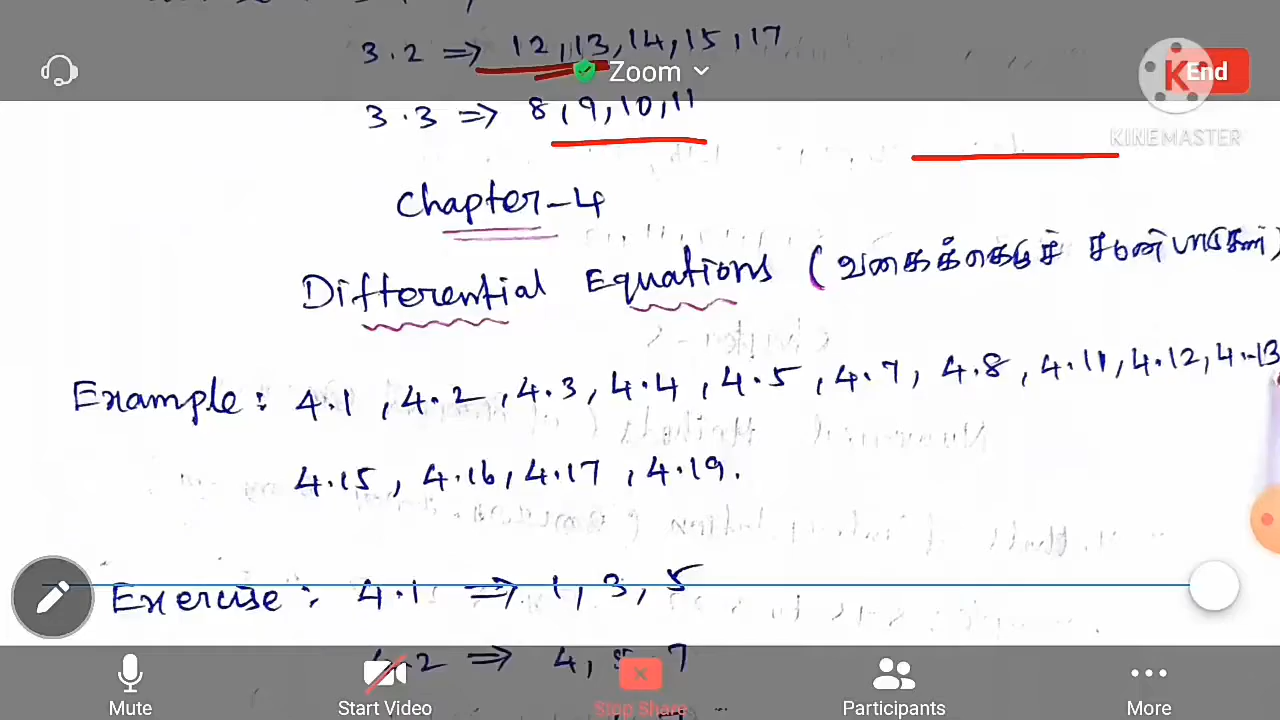 3.2 ⇒ 12, 13, 14, 15, 17
Zoom
End
3.3 ⇒ 8, 9, 10, 11
KINEMASTER
Chapter-4
Differential Equations (வகைக்கெழுச் சமன்பாடுகள்)
Example: 4.1, 4.2, 4.3, 4.4, 4.5, 4.7, 4.8, 4.11, 4.12, 4.13
4.15, 4.16, 4.17, 4.19.
Exercise: 4.1 ⇒ 1, 3, 5
4.2 ⇒ 4, 7
Mute
Start Video
Stop Share
Participants
More